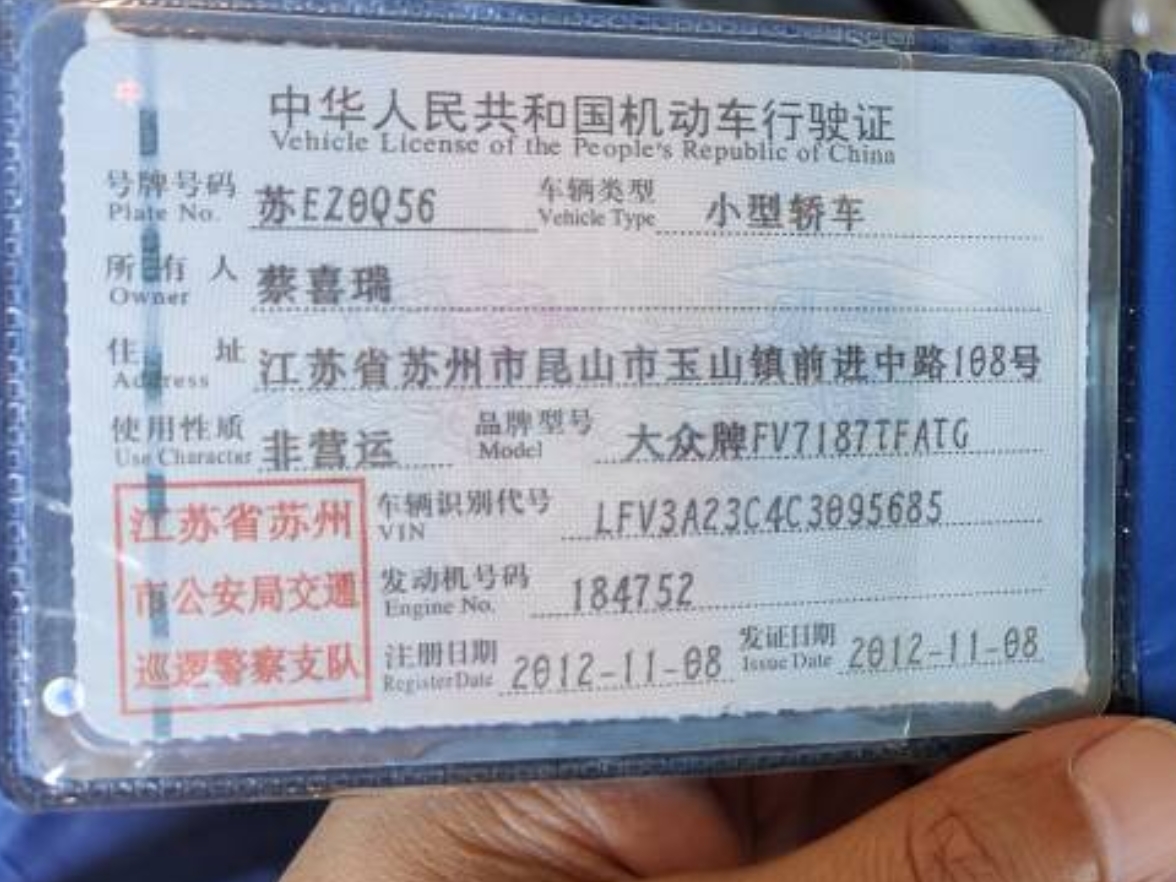 中华人民共和国机动车行驶证
Vehicle License of the People's Republic of China
号牌号码 苏EZ0Q56 车辆类型 小型轿车
Plate No. Vehicle Type
所有人 蔡喜瑞
Owner
住址 江苏省苏州市昆山市玉山镇前进中路108号
Address
使用性质 非营运 品牌型号 大众牌FV7187TFATG
Use Character Model
江苏省苏州
市公安局交通
巡逻警察支队
车辆识别代号 LFV3A23C4C3095685
VIN
发动机号码 184752
Engine No.
注册日期 2012-11-08 发证日期 2012-11-08
Register Date Issue Date